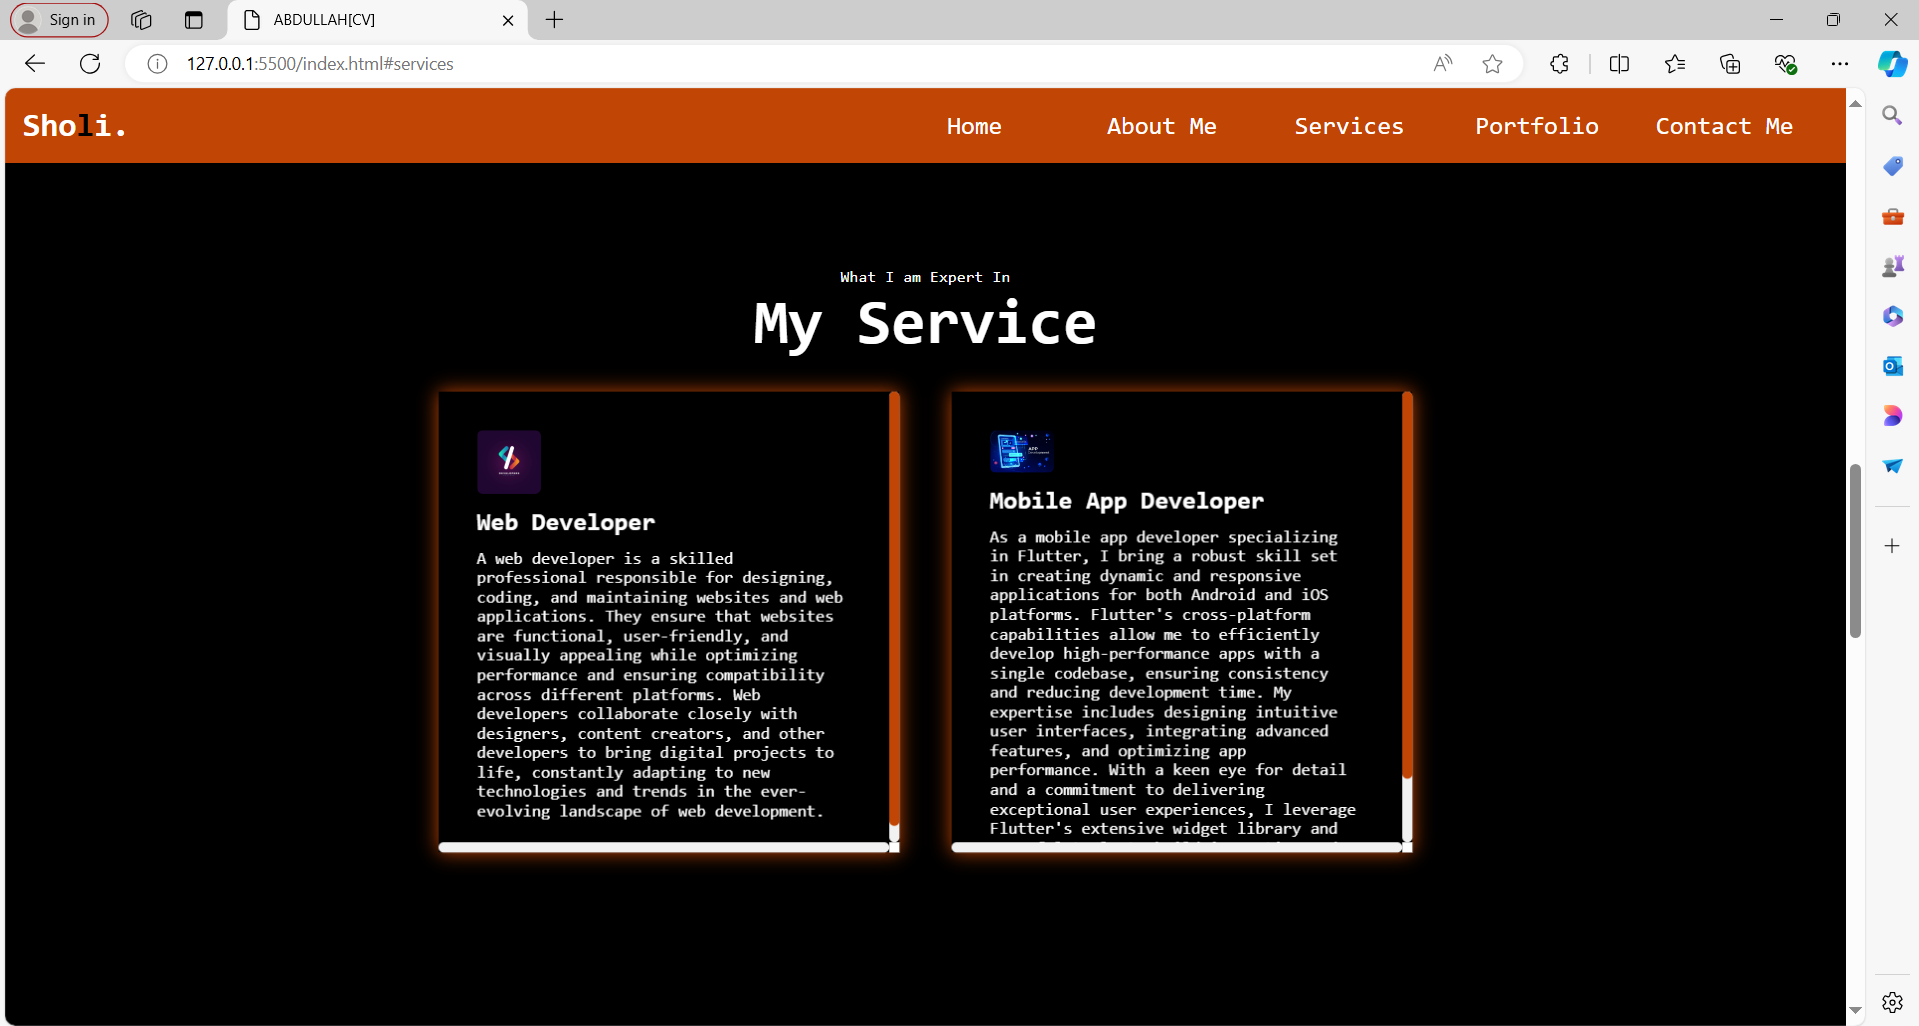 Sign in
ABDULLAH[CV]
127.0.0.1:5500/index.html#services
Sholi.
Home
About Me
Services
Portfolio
Contact Me
What I am Expert In
My Service
Web Developer
A web developer is a skilled
professional responsible for designing,
coding, and maintaining websites and web
applications. They ensure that websites
are functional, user-friendly, and
visually appealing while optimizing
performance and ensuring compatibility
across different platforms. Web
developers collaborate closely with
designers, content creators, and other
developers to bring digital projects to
life, constantly adapting to new
technologies and trends in the ever-
evolving landscape of web development.
APP
Mobile App Developer
As a mobile app developer specializing
in Flutter, I bring a robust skill set
in creating dynamic and responsive
applications for both Android and iOS
platforms. Flutter's cross-platform
capabilities allow me to efficiently
develop high-performance apps with a
single codebase, ensuring consistency
and reducing development time. My
expertise includes designing intuitive
user interfaces, integrating advanced
features, and optimizing app
performance. With a keen eye for detail
and a commitment to delivering
exceptional user experiences, I leverage
Flutter's extensive widget library and